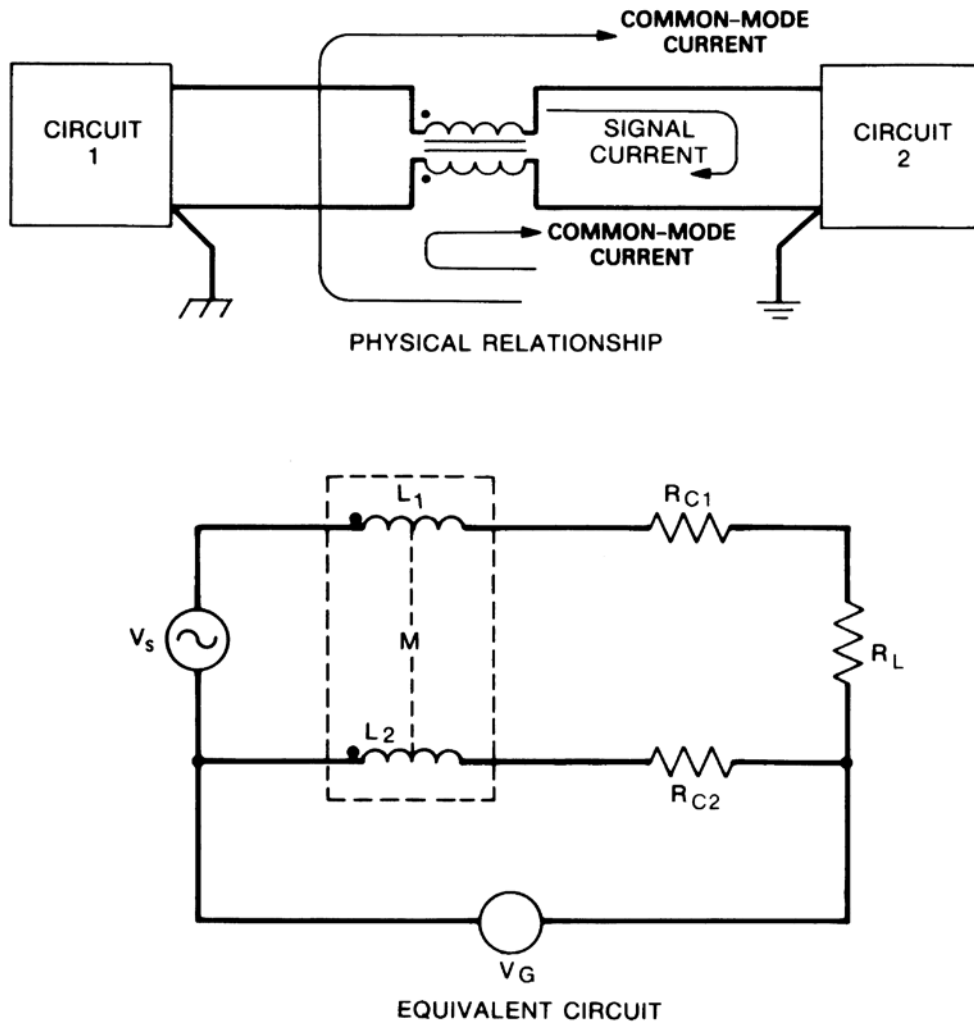 COMMON-MODE
CURRENT
CIRCUIT
1
SIGNAL
CURRENT
CIRCUIT
2
COMMON-MODE
CURRENT
PHYSICAL RELATIONSHIP
L1
RC1
VS
M
RL
L2
RC2
VG
EQUIVALENT CIRCUIT